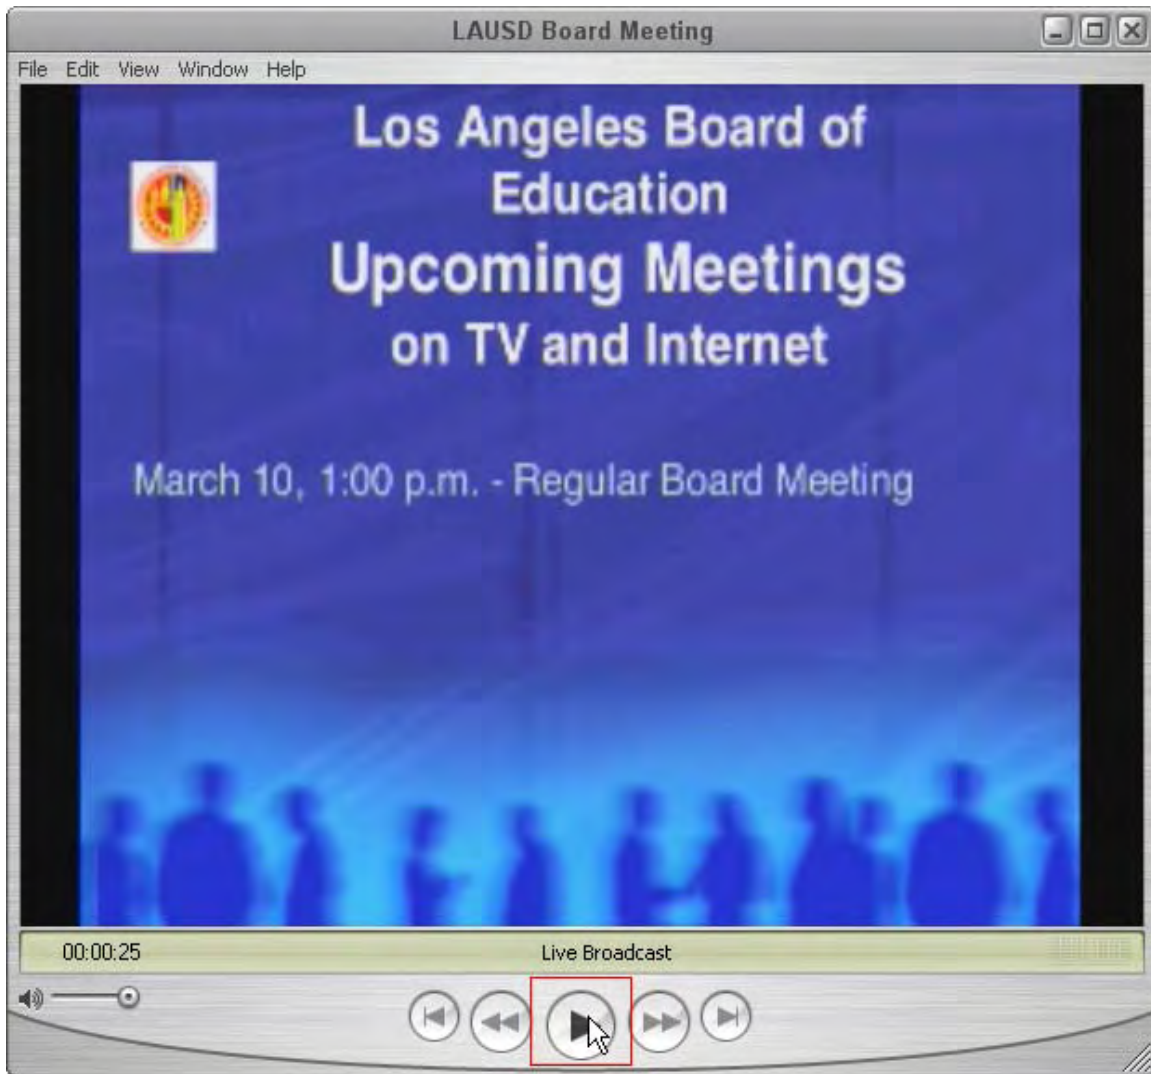 LAUSD Board Meeting
File Edit View Window Help
Los Angeles Board of
Education
Upcoming Meetings
on TV and Internet
March 10, 1:00 p.m. - Regular Board Meeting
00:00:25 Live Broadcast